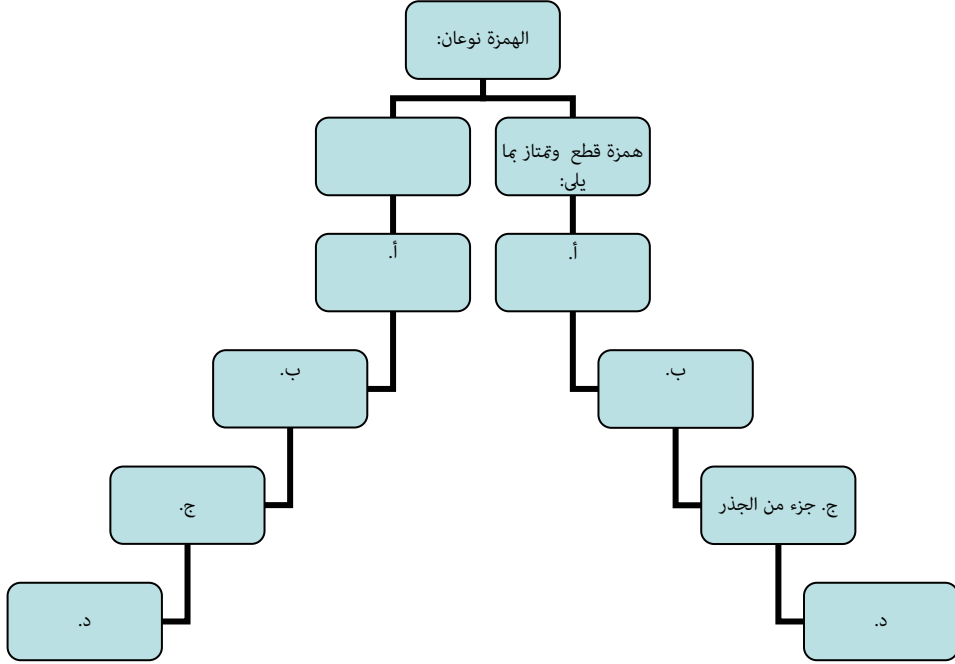 الهمزة نوعان:
همزة قطع وتمتاز بما
يلي:
أ.
أ.
ب.
ب.
ج. جزء من الجذر
ج.
د.
د.